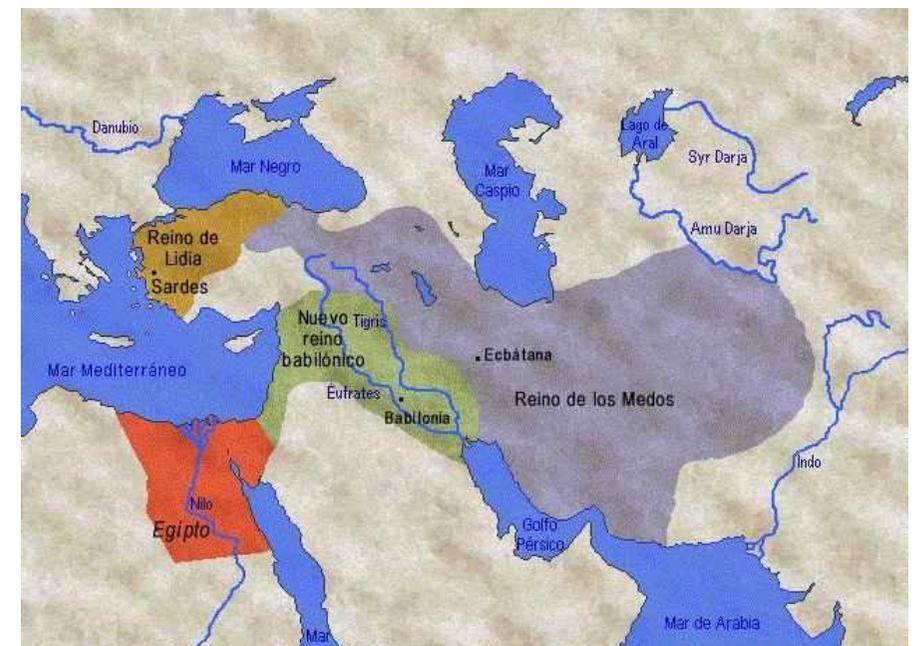 Danubio
Mar Negro
Lago de
Aral
Syr Darja
Mar
Caspio
Amu Darja
Reino de
Lidia
Sardes
Nuevo
reino
babilónico
Tigris
Ecbátana
Mar Mediterráneo
Éufrates
Babilonia
Reino de los Medos
Indo
Nilo
Egipto
Golfo
Pérsico
Mar de Arabia
Mar